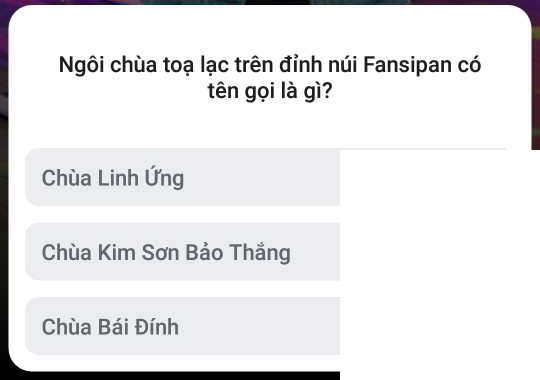 Ngôi chùa toạ lạc trên đỉnh núi Fansipan có
tên gọi là gì?
Chùa Linh Ứng
Chùa Kim Sơn Bảo Thắng
Chùa Bái Đính